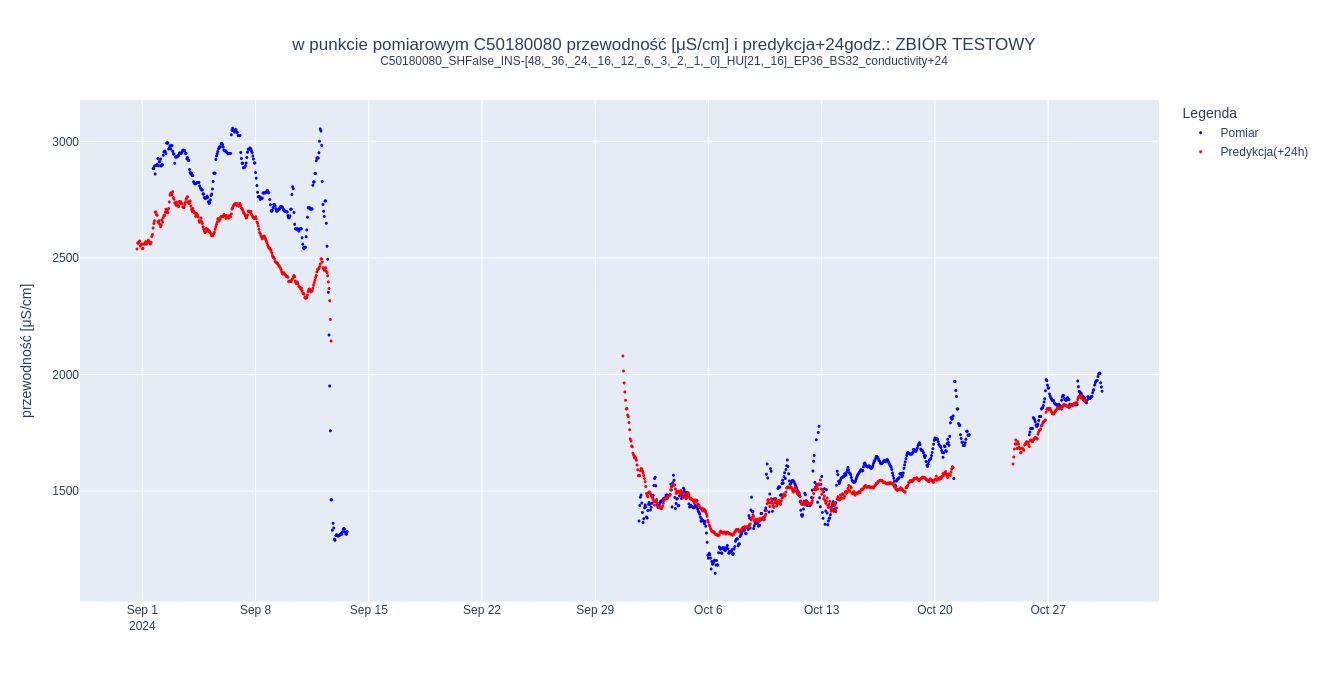 w punkcie pomiarowym C50180080 przewodność [μS/cm] i predykcja+24godz.: ZBIÓR TESTOWY
C50180080_SHFalse_INS-[48,_36,_24,_16,_12,_6,_3,_2,_1,_0]_HU[21,_16]_EP36_BS32_conductivity+24
Legenda
Pomiar
Predykcja(+24h)
przewodność [μS/cm]
3000
2500
2000
1500
Sep 1
2024
Sep 8
Sep 15
Sep 22
Sep 29
Oct 6
Oct 13
Oct 20
Oct 27